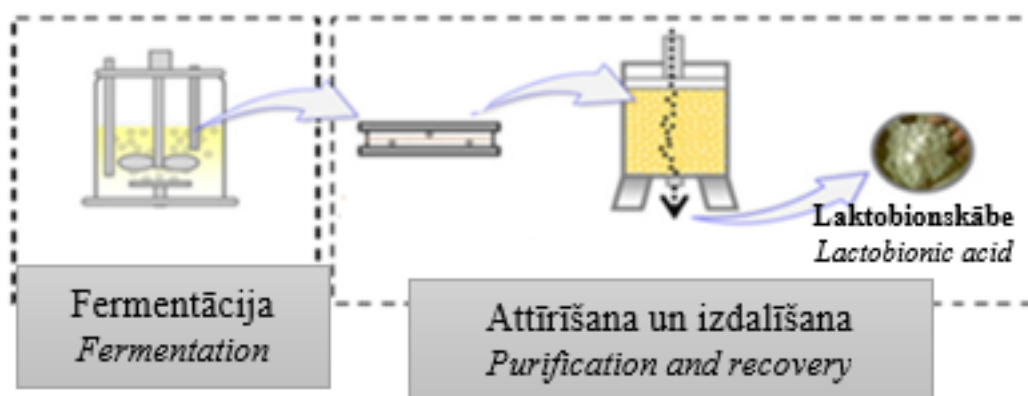 Laktobionskābe
Lactobionic acid
Fermentācija
Fermentation
Attīrīšana un izdalīšana
Purification and recovery